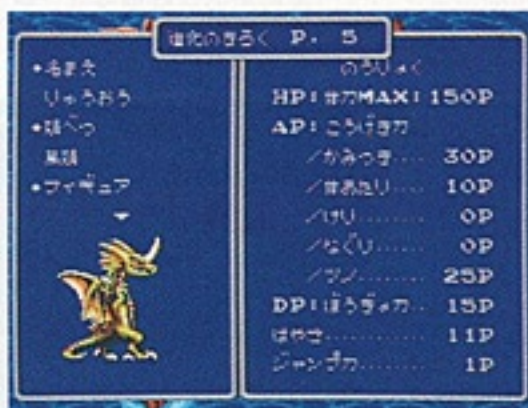 進化のきろく P. 5
•名まえ
りゅうおう
•種べつ
•フィギュア
のうりょく
HP:体力MAX:150P
AP:こうげき力
/かみつき.... 30P
/体あたり.... 10P
/けり........ 0P
/なぐり...... 0P
/ツノ........ 25P
DP:ぼうぎょ力.. 15P
はやさ.......... 11P
ジャンプ力........ 1P